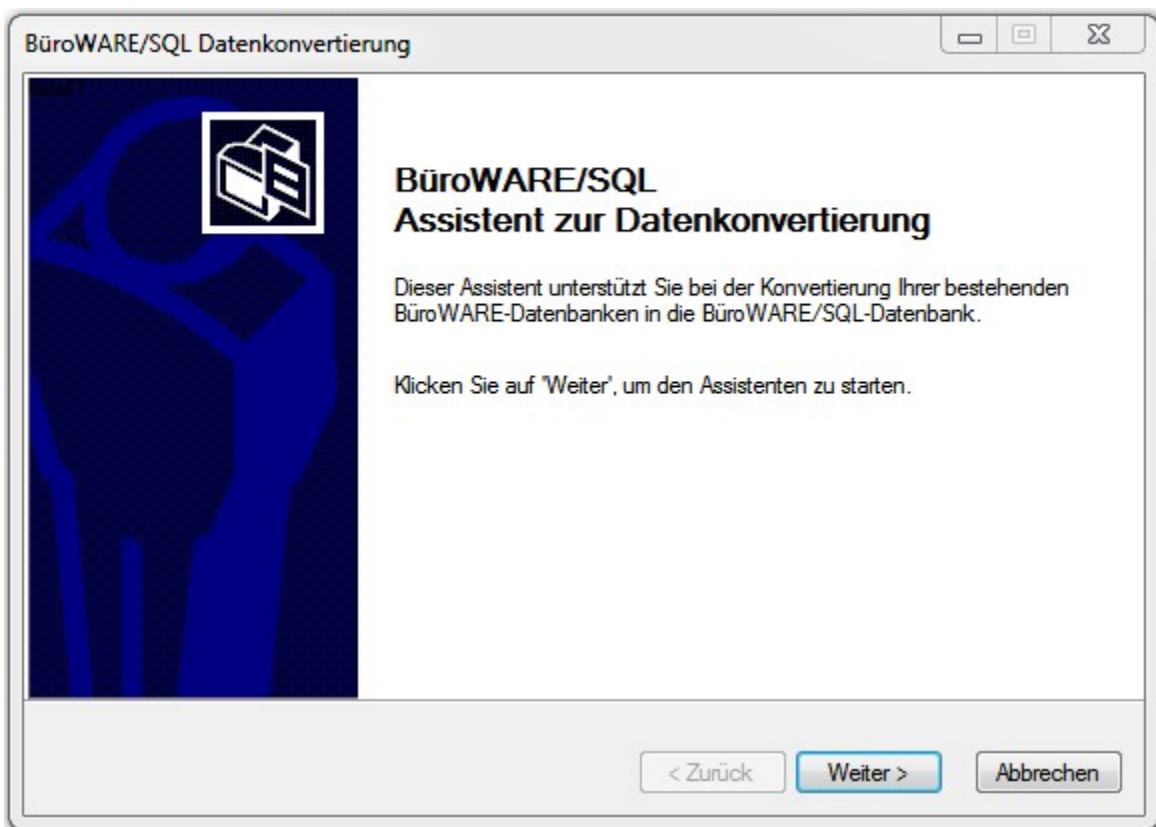 BüroWARE/SQL Datenkonvertierung
BüroWARE/SQL
Assistent zur Datenkonvertierung
Dieser Assistent unterstützt Sie bei der Konvertierung Ihrer bestehenden
BüroWARE-Datenbanken in die BüroWARE/SQL-Datenbank.
Klicken Sie auf "Weiter", um den Assistenten zu starten.
< Zurück Weiter > Abbrechen